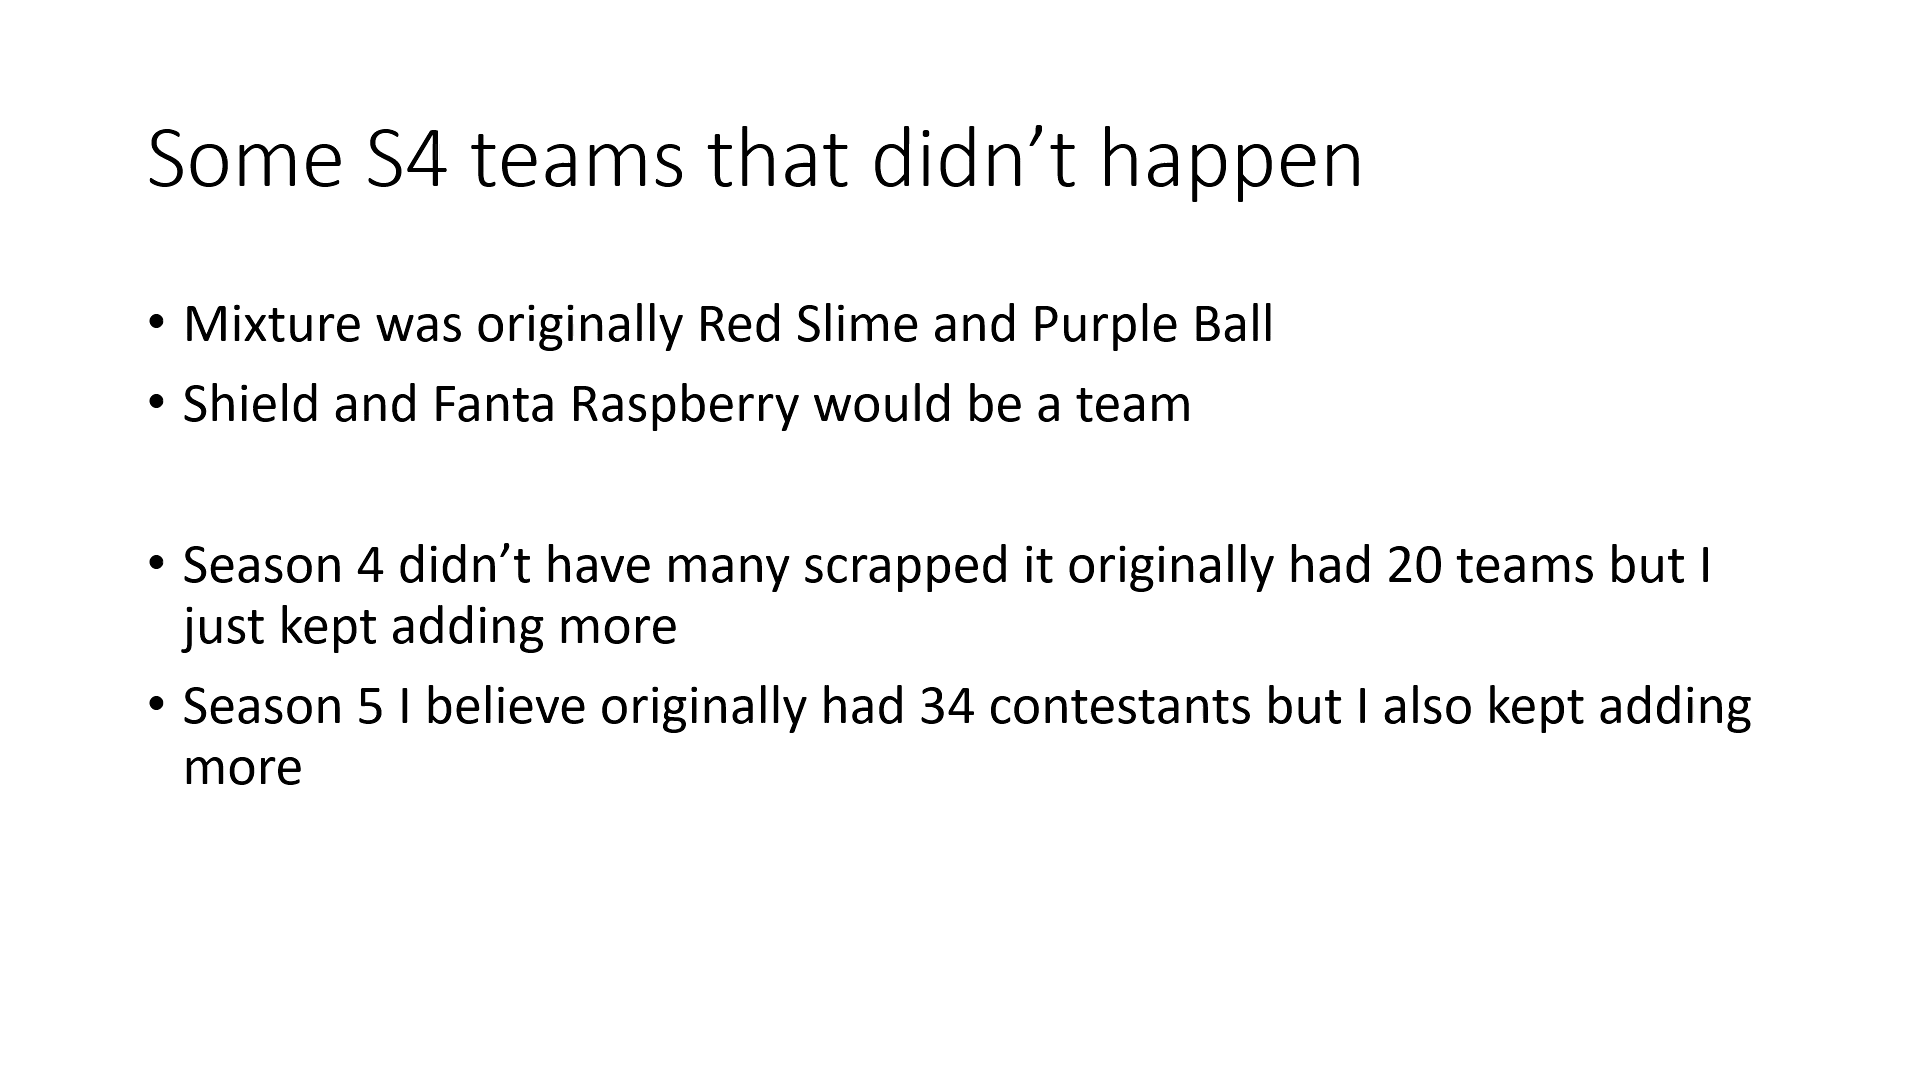 Some S4 teams that didn’t happen
• Mixture was originally Red Slime and Purple Ball
• Shield and Fanta Raspberry would be a team
• Season 4 didn’t have many scrapped it originally had 20 teams but I
just kept adding more
• Season 5 I believe originally had 34 contestants but I also kept adding
more